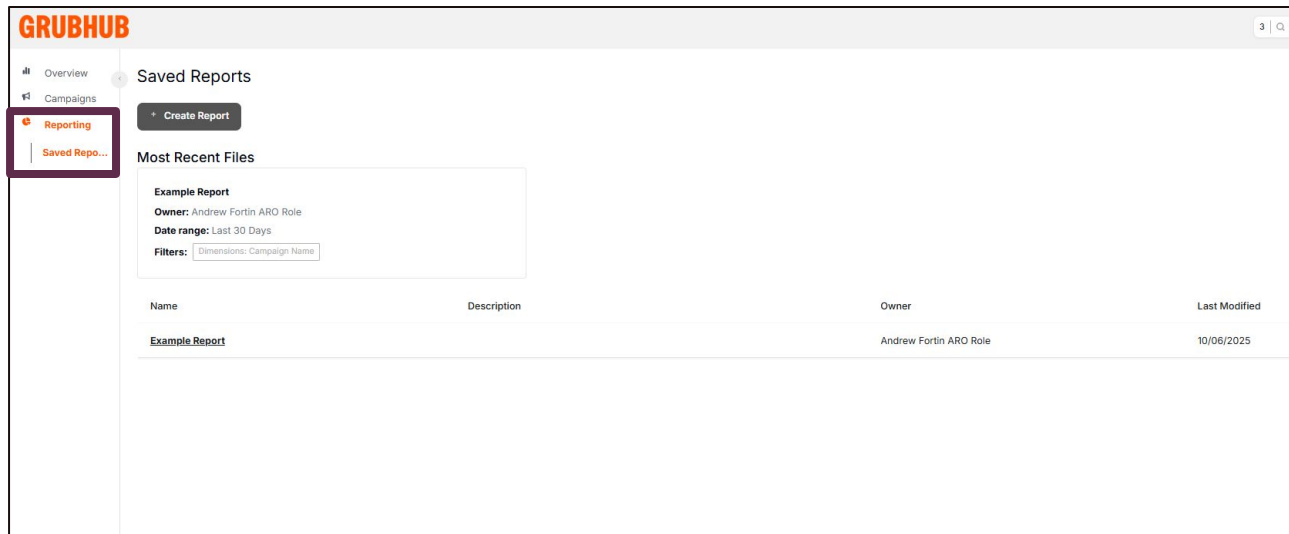 GRUBHUB
3
Overview
Campaigns
Reporting
Saved Repo...
Saved Reports
+ Create Report
Most Recent Files
Example Report
Owner: Andrew Fortin ARO Role
Date range: Last 30 Days
Filters: Dimensions: Campaign Name
Name Description Owner Last Modified
Example Report Andrew Fortin ARO Role 10/06/2025